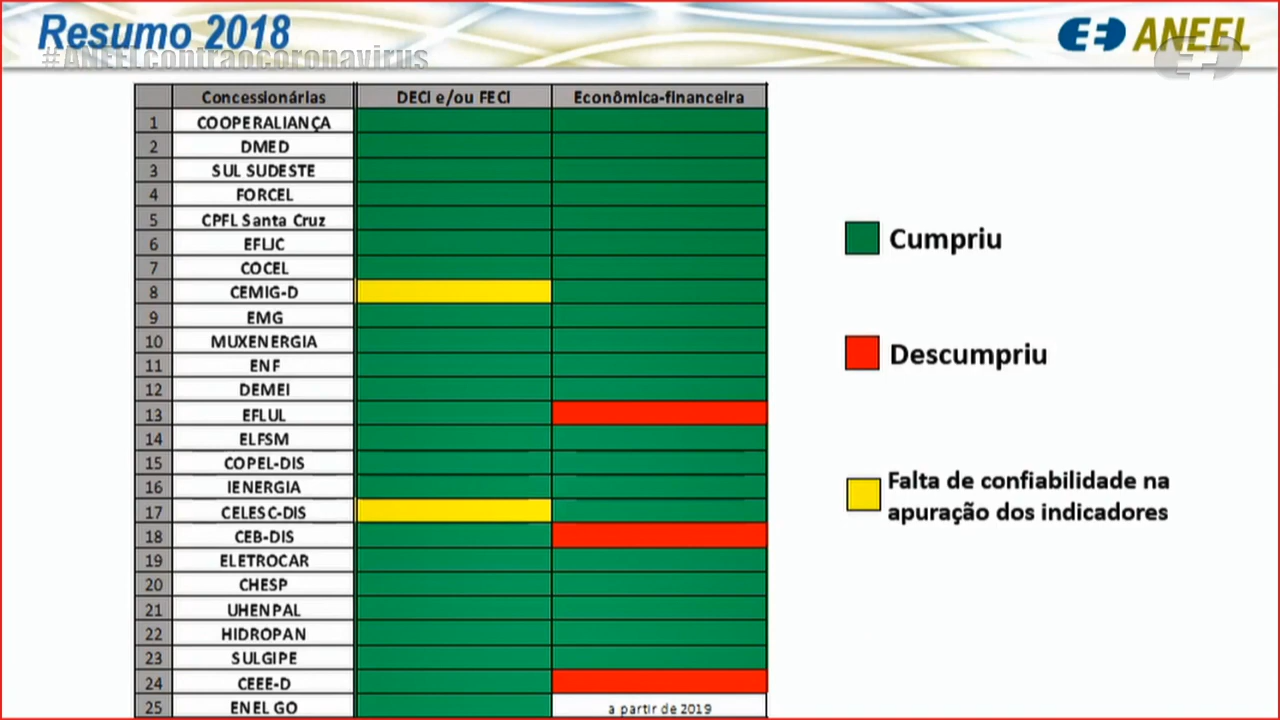 Resumo 2018
#ANEELcontraocoronavirus
ANEEL
Concessionárias DECi e/ou FECi Econômica-financeira
1 COOPERALIANÇA
2 DMED
3 SUL SUDESTE
4 FORCEL
5 CPFL Santa Cruz
6 EFLJC
7 COCEL
8 CEMIG-D
9 EMG
10 MUXENERGIA
11 ENF
12 DEMEI
13 EFLUL
14 ELFSM
15 COPEL-DIS
16 IENERGIA
17 CELESC-DIS
18 CEB-DIS
19 ELETROCAR
20 CHESP
21 UHENPAL
22 HIDROPAN
23 SULGIPE
24 CEEE-D
25 ENEL GO a partir de 2019
Cumpriu
Descumpriu
Falta de confiabilidade na
apuração dos indicadores